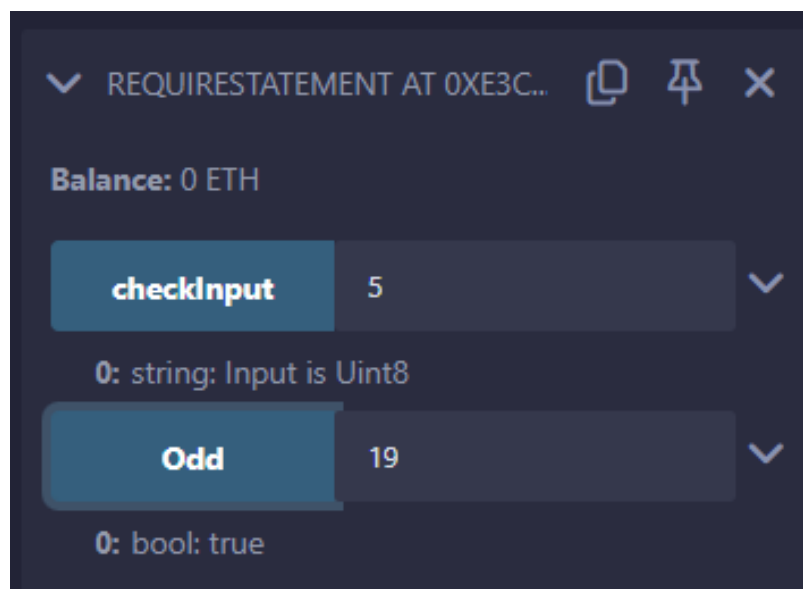 REQUIRESTATEMENT AT 0XE3C...
Balance: 0 ETH
checkInput 5
0: string: Input is Uint8
Odd 19
0: bool: true